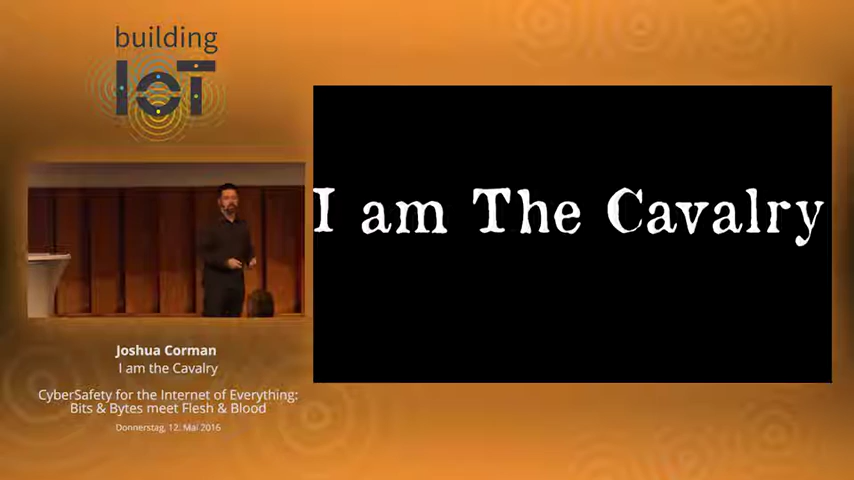 building
IoT
I am The Cavalry
Joshua Corman
I am the Cavalry
CyberSafety for the Internet of Everything:
Bits & Bytes meet Flesh & Blood
Donnerstag, 12. Mai 2016